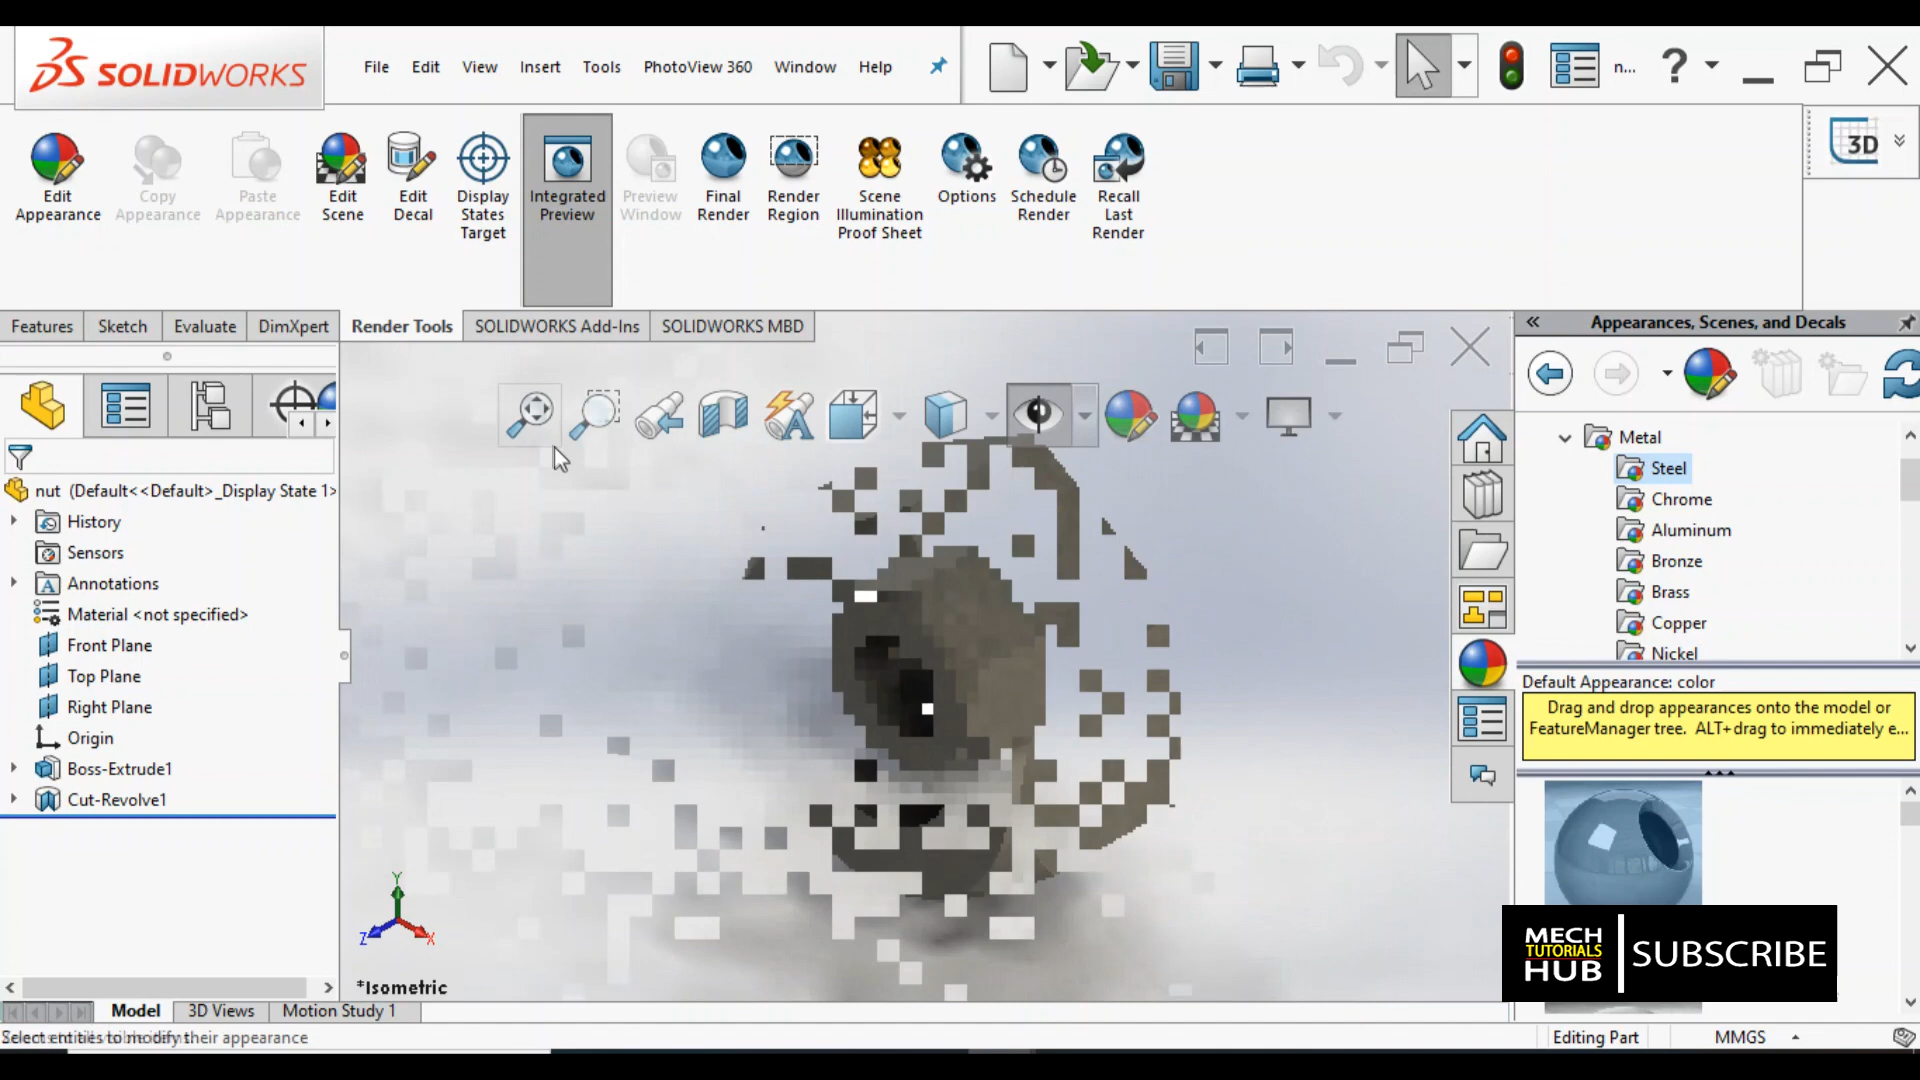 SOLIDWORKS
File Edit View Insert Tools PhotoView 360 Window Help
n... ?
3D
Edit Appearance
Copy Appearance
Paste Appearance
Edit Scene
Edit Decal
Display States Target
Integrated Preview
Preview Window
Final Render
Render Region
Scene Illumination Proof Sheet
Options
Schedule Render
Recall Last Render
Features Sketch Evaluate DimXpert Render Tools SOLIDWORKS Add-Ins SOLIDWORKS MBD
nut (Default<<Default>_Display State 1>
History
Sensors
Annotations
Material <not specified>
Front Plane
Top Plane
Right Plane
Origin
Boss-Extrude1
Cut-Revolve1
Y
Z
X
*Isometric
Appearances, Scenes, and Decals
Metal
Steel
Chrome
Aluminum
Bronze
Brass
Copper
Nickel
Default Appearance: color
Drag and drop appearances onto the model or
FeatureManager tree. ALT+drag to immediately e...
MECH
TUTORIALS
HUB
SUBSCRIBE
Model 3D Views Motion Study 1
their appearance
Editing Part MMGS